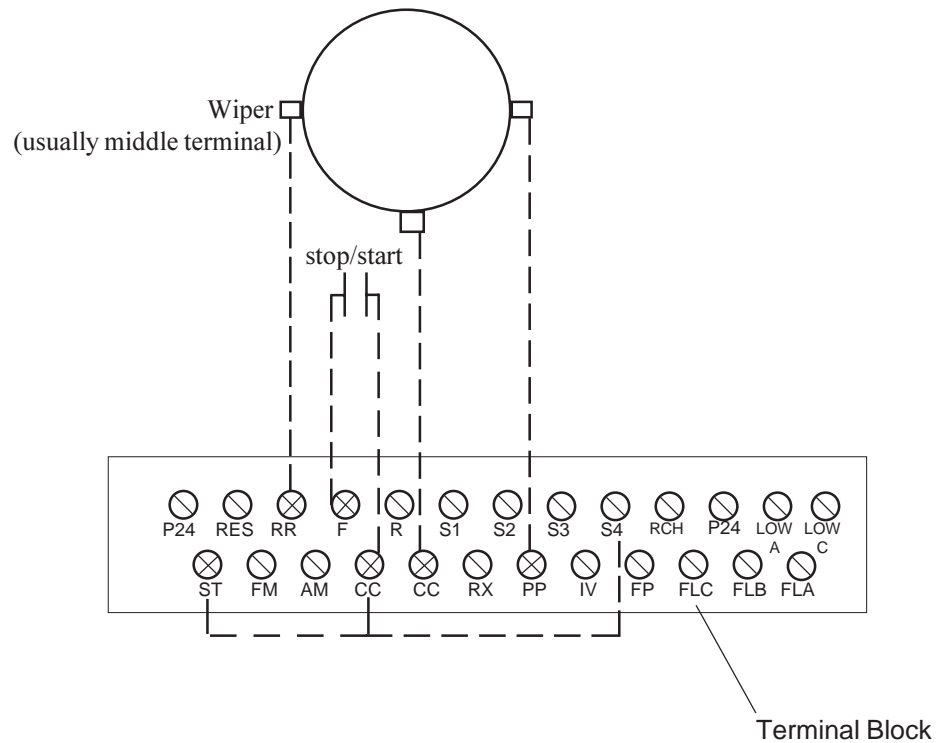 Wiper
(usually middle terminal)
stop/start
P24 RES RR F R S1 S2 S3 S4 RCH P24 LOW A LOW C
ST FM AM CC CC RX PP IV FP FLC FLB FLA
Terminal Block